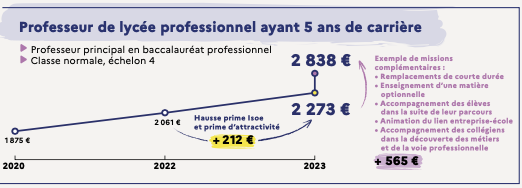 Professeur de lycée professionnel ayant 5 ans de carrière
Professeur principal en baccalauréat professionnel
Classe normale, échelon 4
2 838 €
2 273 €
Exemple de missions
complémentaires :
• Remplacements de courte durée
• Enseignement d'une matière
optionnelle
• Accompagnement des élèves
dans la suite de leur parcours
• Animation du lien entreprise-école
• Accompagnement des collégiens
dans la découverte des métiers
et de la voie professionnelle
+ 565 €
Hausse prime Isoe
et prime d'attractivité
+ 212 €
1 875 €
2 061 €
2020
2022
2023